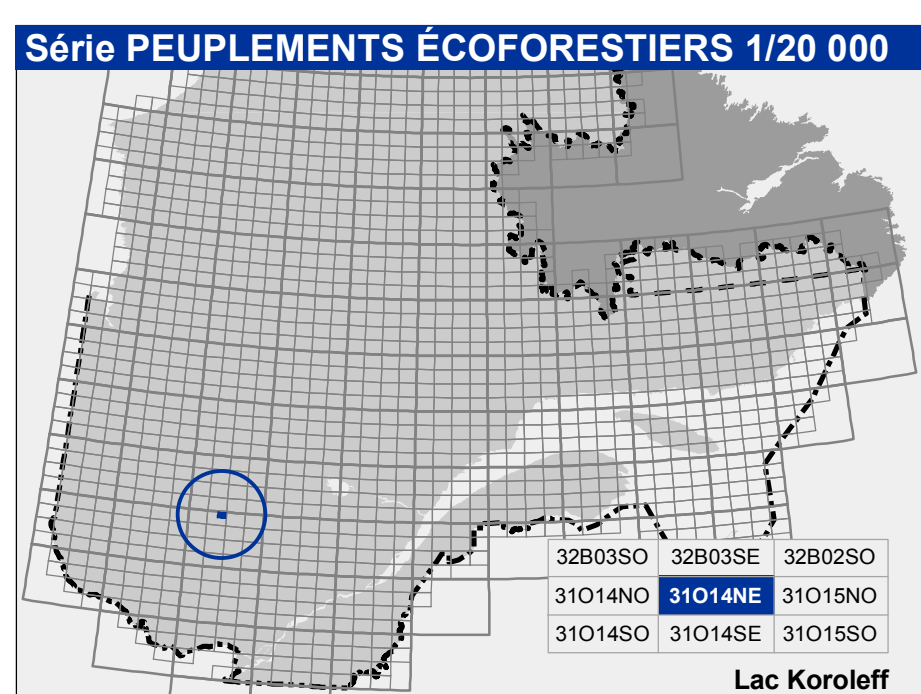 Série PEUPLEMENTS ÉCOFORESTIERS 1/20 000
32B03SO 32B03SE 32B02SO
31O14NO 31O14NE 31O15NO
31O14SO 31O14SE 31O15SO
Lac Koroleff